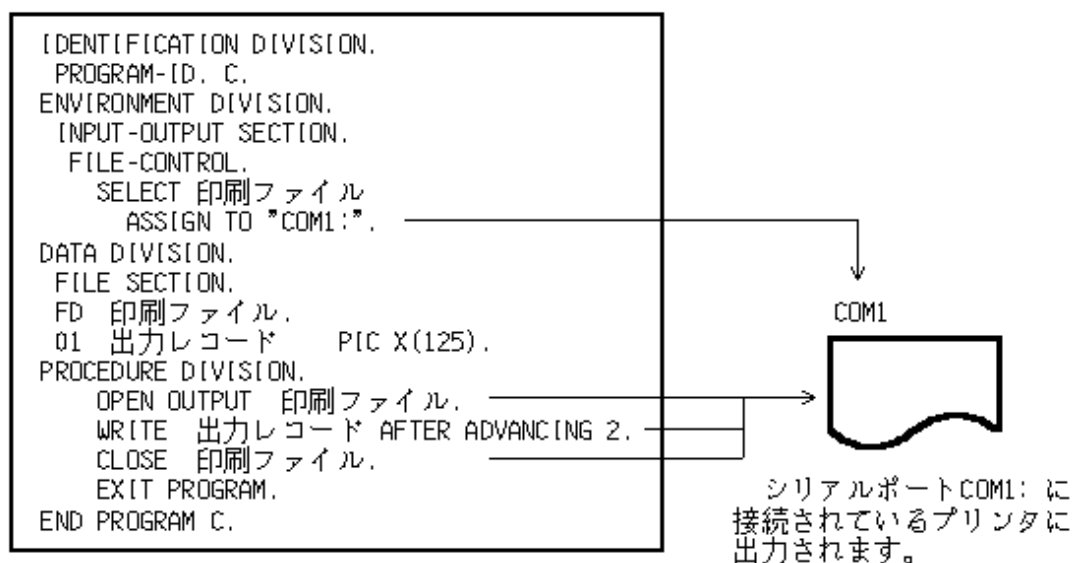 IDENTIFICATION DIVISION.
PROGRAM-ID. C.
ENVIRONMENT DIVISION.
INPUT-OUTPUT SECTION.
FILE-CONTROL.
SELECT 印刷ファイル
ASSIGN TO "COM1:".
DATA DIVISION.
FILE SECTION.
FD 印刷ファイル.
01 出力レコード PIC X(125).
PROCEDURE DIVISION.
OPEN OUTPUT 印刷ファイル.
WRITE 出力レコード AFTER ADVANCING 2.
CLOSE 印刷ファイル.
EXIT PROGRAM.
END PROGRAM C.
COM1
シリアルポートCOM1: に
接続されているプリンタに
出力されます。